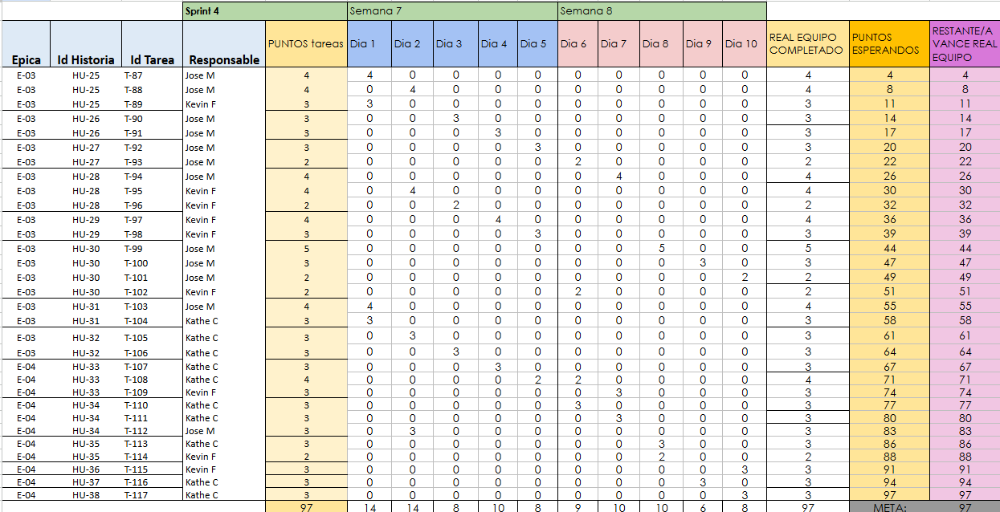 Sprint 4 Semana 7 Semana 8
Epica Id Historia Id Tarea Responsable PUNTOS tareas Dia 1 Dia 2 Dia 3 Dia 4 Dia 5 Dia 6 Dia 7 Dia 8 Dia 9 Dia 10 REAL EQUIPO COMPLETADO PUNTOS ESPERANDOS RESTANTE/AVANCE REAL EQUIPO
E-03 HU-25 T-87 Jose M 4 4 0 0 0 0 0 0 0 0 0 4 4 4
E-03 HU-25 T-88 Jose M 4 0 4 0 0 0 0 0 0 0 0 4 8 8
E-03 HU-25 T-89 Kevin F 3 3 0 0 0 0 0 0 0 0 0 3 11 11
E-03 HU-26 T-90 Jose M 3 0 0 3 0 0 0 0 0 0 0 3 14 14
E-03 HU-26 T-91 Jose M 3 0 0 0 3 0 0 0 0 0 0 3 17 17
E-03 HU-27 T-92 Jose M 3 0 0 0 0 3 0 0 0 0 0 3 20 20
E-03 HU-27 T-93 Jose M 2 0 0 0 0 0 2 0 0 0 0 2 22 22
E-03 HU-28 T-94 Jose M 4 0 0 0 0 0 0 4 0 0 0 4 26 26
E-03 HU-28 T-95 Kevin F 4 0 4 0 0 0 0 0 0 0 0 4 30 30
E-03 HU-28 T-96 Kevin F 2 0 0 2 0 0 0 0 0 0 0 2 32 32
E-03 HU-29 T-97 Kevin F 4 0 0 0 4 0 0 0 0 0 0 4 36 36
E-03 HU-29 T-98 Kevin F 3 0 0 0 0 3 0 0 0 0 0 3 39 39
E-03 HU-30 T-99 Jose M 5 0 0 0 0 0 0 0 5 0 0 5 44 44
E-03 HU-30 T-100 Jose M 3 0 0 0 0 0 0 0 0 3 0 3 47 47
E-03 HU-30 T-101 Jose M 2 0 0 0 0 0 0 0 0 0 2 2 49 49
E-03 HU-30 T-102 Kevin F 2 0 0 0 0 0 2 0 0 0 0 2 51 51
E-03 HU-31 T-103 Jose M 4 4 0 0 0 0 0 0 0 0 0 4 55 55
E-03 HU-31 T-104 Kathe C 3 3 0 0 0 0 0 0 0 0 0 3 58 58
E-03 HU-32 T-105 Kathe C 3 0 3 0 0 0 0 0 0 0 0 3 61 61
E-03 HU-32 T-106 Kathe C 3 0 0 3 0 0 0 0 0 0 0 3 64 64
E-04 HU-33 T-107 Kathe C 3 0 0 0 3 0 0 0 0 0 0 3 67 67
E-04 HU-33 T-108 Kathe C 4 0 0 0 0 2 2 0 0 0 0 4 71 71
E-04 HU-33 T-109 Kevin F 3 0 0 0 0 0 0 3 0 0 0 3 74 74
E-04 HU-34 T-110 Kathe C 3 0 0 0 0 0 3 0 0 0 0 3 77 77
E-04 HU-34 T-111 Kathe C 3 0 0 0 0 0 0 3 0 0 0 3 80 80
E-04 HU-34 T-112 Jose M 3 0 3 0 0 0 0 0 0 0 0 3 83 83
E-04 HU-35 T-113 Kathe C 3 0 0 0 0 0 0 0 3 0 0 3 86 86
E-04 HU-35 T-114 Kevin F 2 0 0 0 0 0 0 0 2 0 0 2 88 88
E-04 HU-36 T-115 Kevin F 3 0 0 0 0 0 0 0 0 0 3 3 91 91
E-04 HU-37 T-116 Kathe C 3 0 0 0 0 0 0 0 0 3 0 3 94 94
E-04 HU-38 T-117 Kathe C 3 0 0 0 0 0 0 0 0 0 3 3 97 97
97 14 14 8 10 8 9 10 10 6 8 97 META: 97